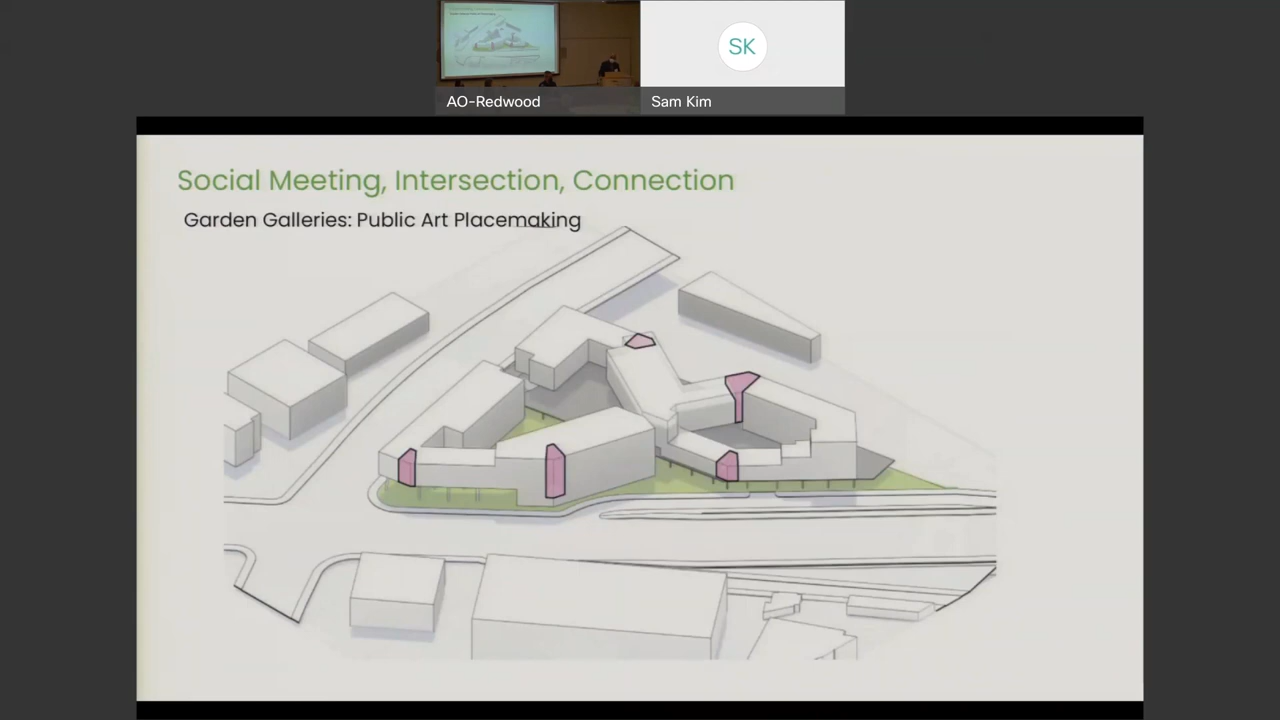 SK
AO-Redwood
Sam Kim
Social Meeting, Intersection, Connection
Garden Galleries: Public Art Placemaking